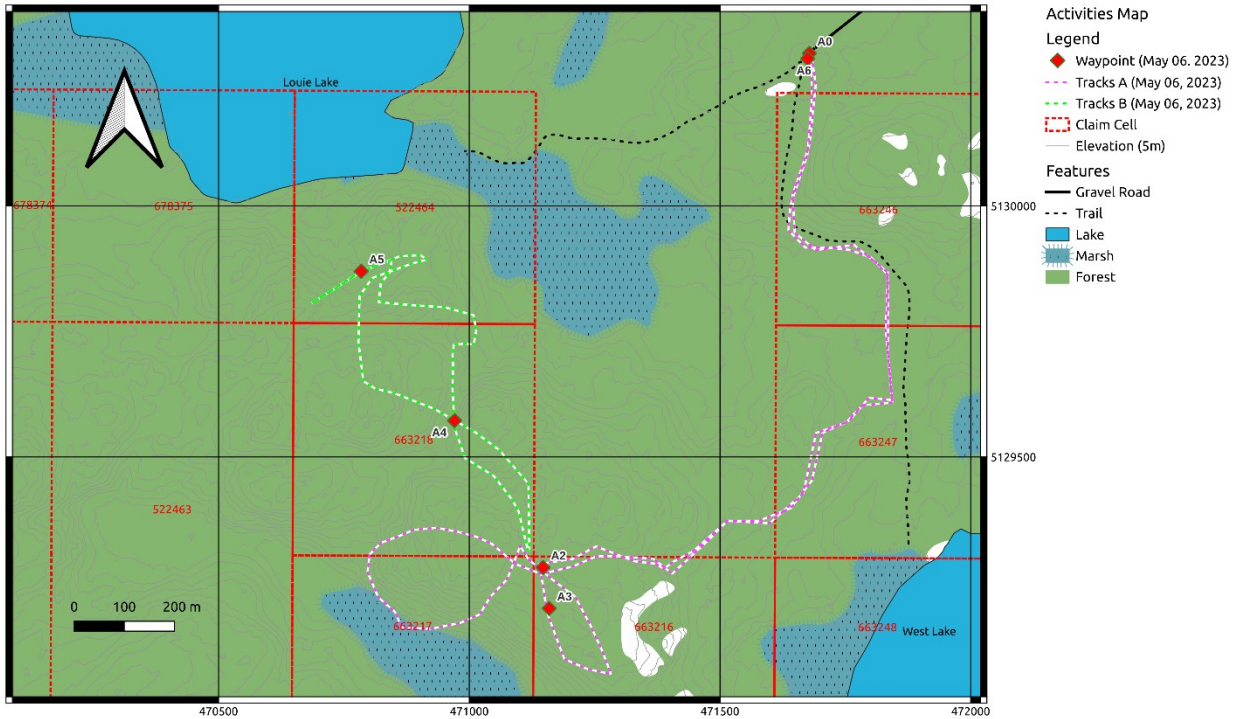 Activities Map
Legend
Waypoint (May 06. 2023)
Tracks A (May 06, 2023)
Tracks B (May 06, 2023)
Claim Cell
Elevation (5m)
Features
Gravel Road
Trail
Lake
Marsh
Forest
A0
A6
Louie Lake
678374
678375
522464
663246
5130000
A5
A4
663218
663247
5129500
522463
A2
A3
0 100 200 m
663217
663216
663248
West Lake
470500 471000 471500 472000